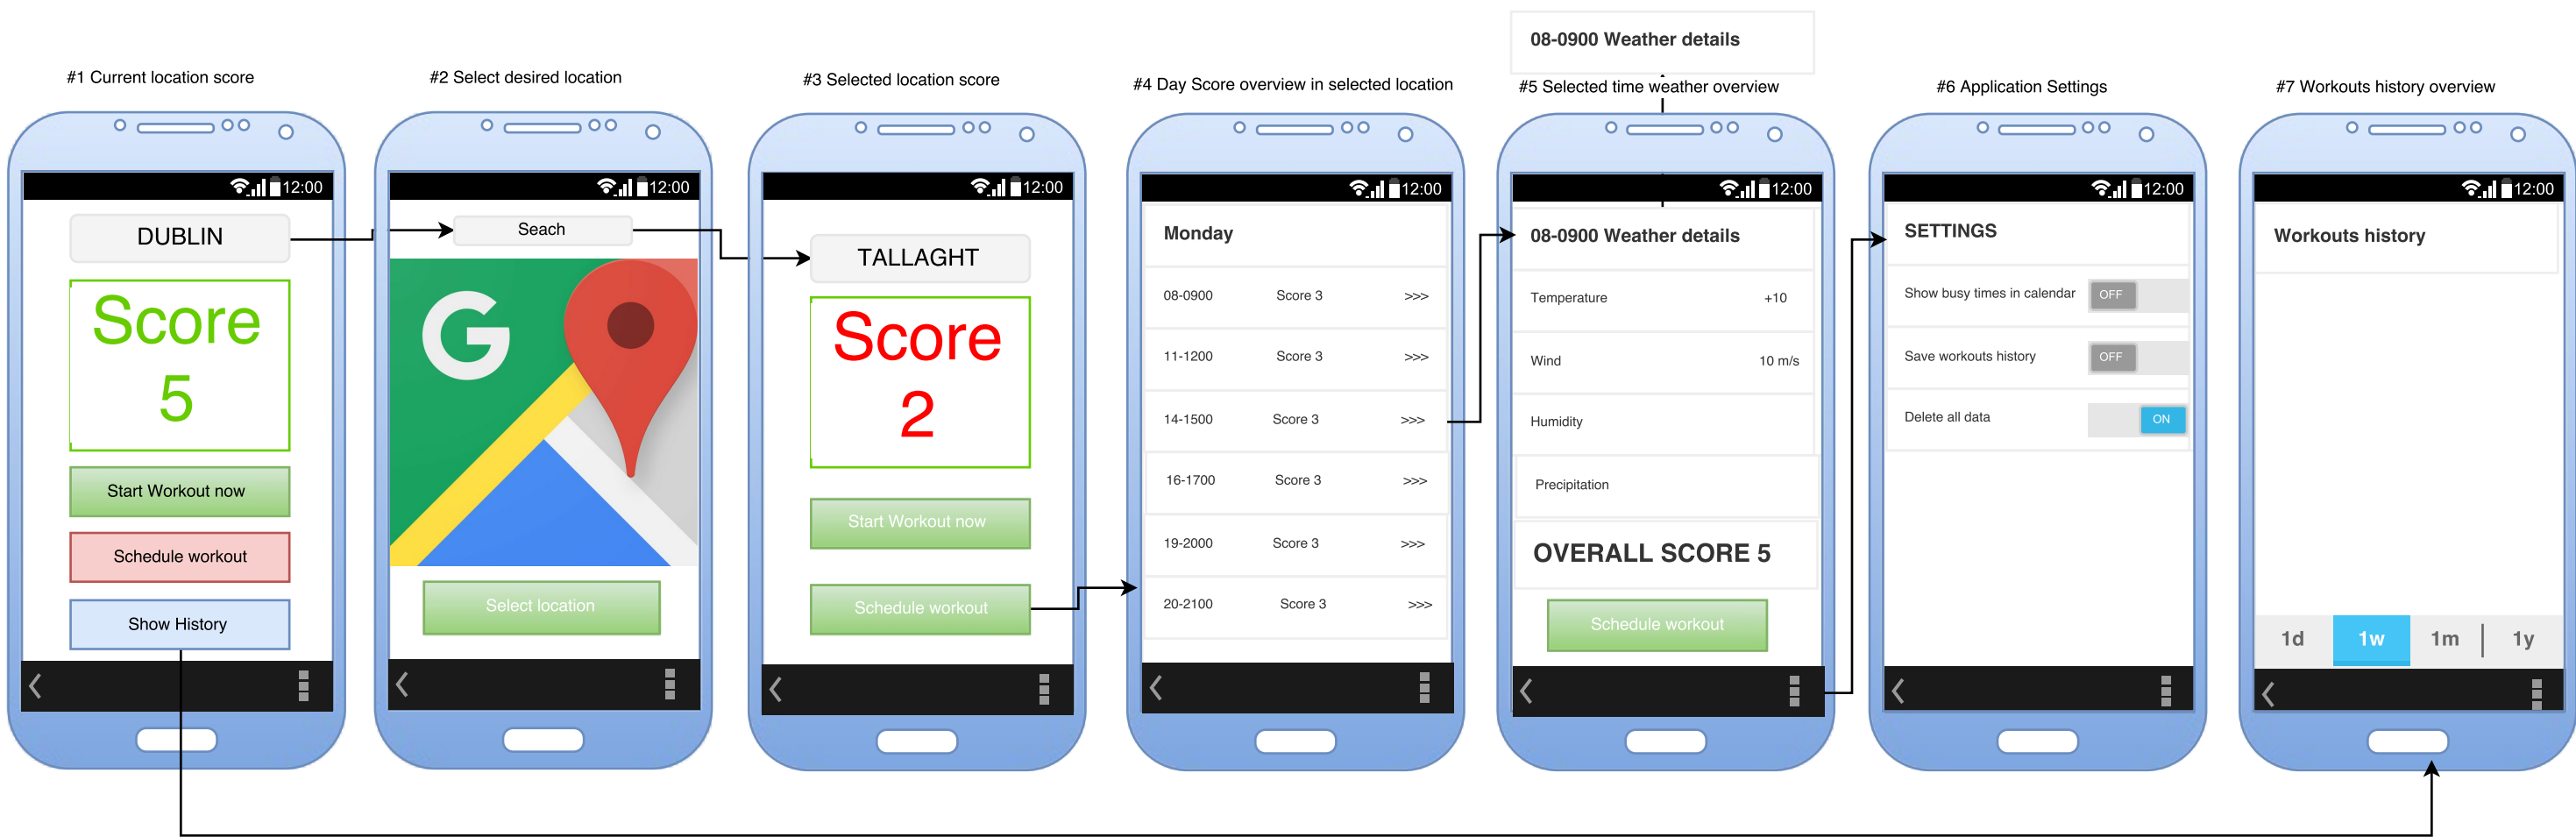 08-0900 Weather details
#1 Current location score
#2 Select desired location
#3 Selected location score
#4 Day Score overview in selected location
#5 Selected time weather overview
#6 Application Settings
#7 Workouts history overview
12:00
DUBLIN
Score
5
Start Workout now
Schedule workout
Show History
12:00
Seach
G
Select location
12:00
TALLAGHT
Score
2
Start Workout now
Schedule workout
12:00
Monday
08-0900 Score 3 >>>
11-1200 Score 3 >>>
14-1500 Score 3 >>>
16-1700 Score 3 >>>
19-2000 Score 3 >>>
20-2100 Score 3 >>>
12:00
08-0900 Weather details
Temperature +10
Wind 10 m/s
Humidity
Precipitation
OVERALL SCORE 5
Schedule workout
12:00
SETTINGS
Show busy times in calendar OFF
Save workouts history OFF
Delete all data ON
12:00
Workouts history
1d 1w 1m 1y